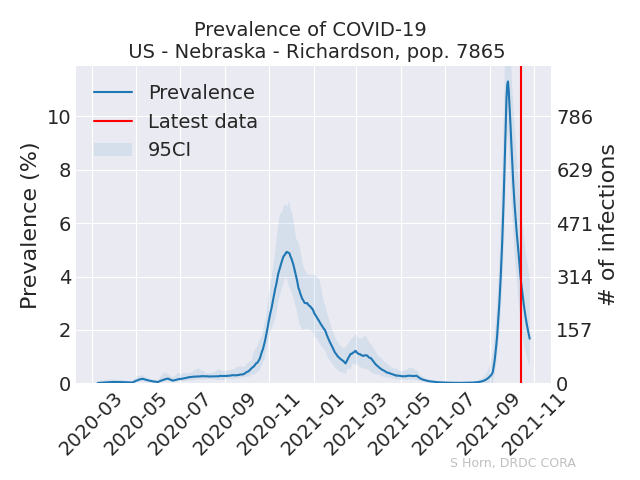 Prevalence of COVID-19
US - Nebraska - Richardson, pop. 7865
Prevalence
Latest data
95CI
Prevalence (%)
10
8
6
4
2
0
786
629
471
314
157
0
# of infections
2020-03
2020-05
2020-07
2020-09
2020-11
2021-01
2021-03
2021-05
2021-07
2021-09
2021-11
S Horn, DRDC CORA